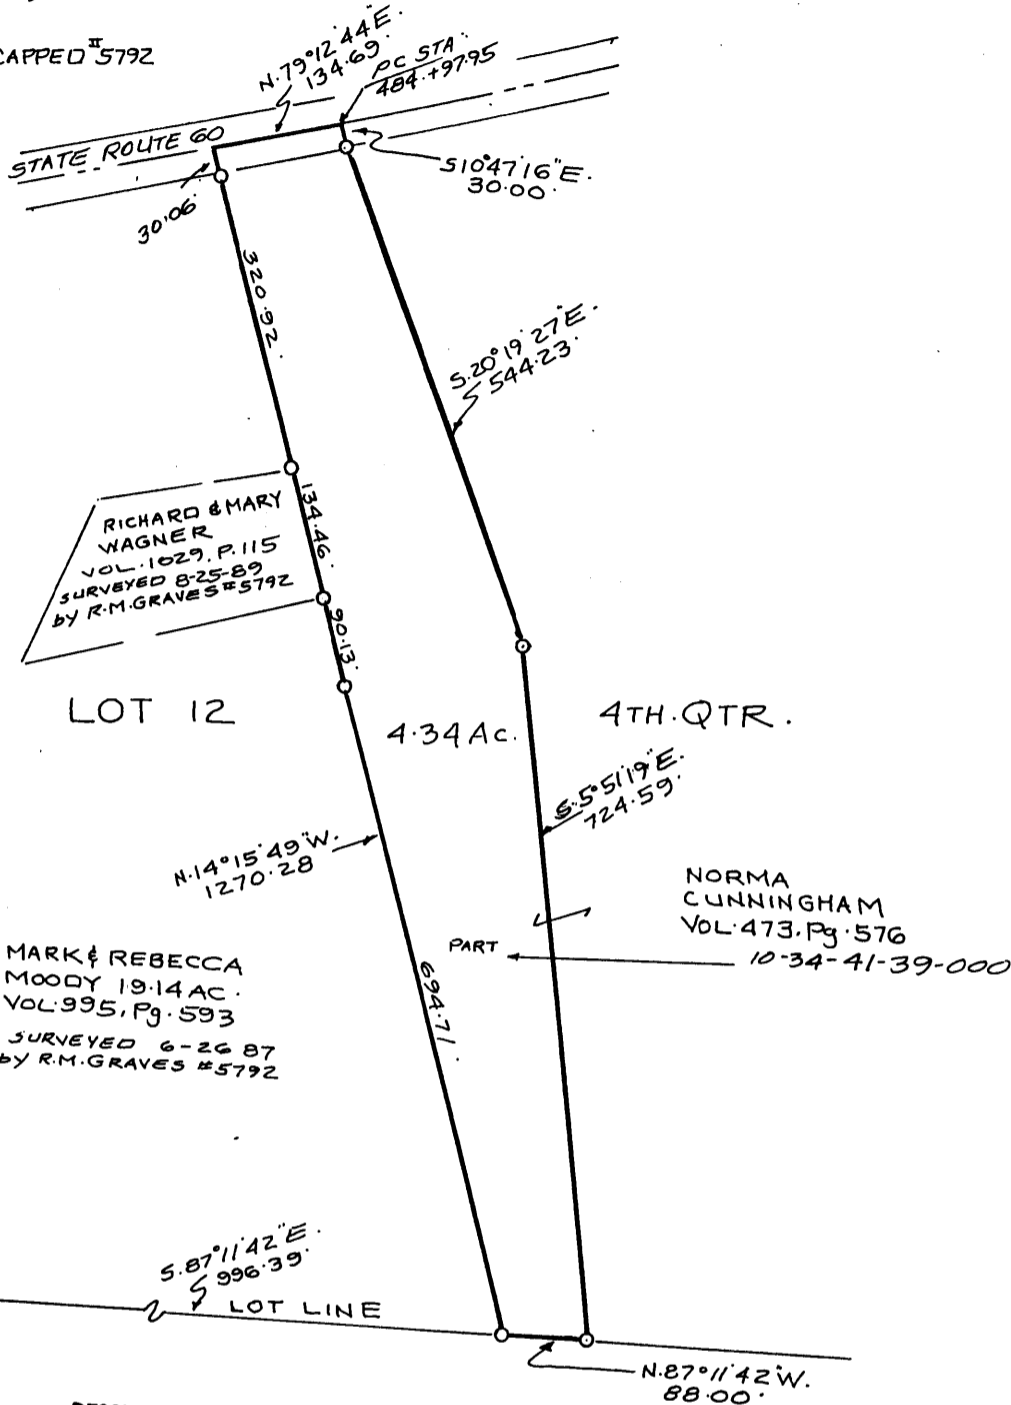 CAPPED #5792
N.79°12'44"E.
134.69'
PC STA.
484+97.95
STATE ROUTE 60
S10°47'16"E.
30.00'
30.06'
320.92'
S.20°19'27"E.
544.23'
RICHARD & MARY
WAGNER
VOL.1029, P.115
SURVEYED 8-25-89
by R.M.GRAVES #5792
134.46'
90.13'
LOT 12
4.34 Ac.
4TH. QTR.
S.5°51'19"E.
724.59'
N.14°15'49"W.
1270.28
NORMA
CUNNINGHAM
VOL.473, Pg.576
PART
10-34-41-39-000
MARK & REBECCA
MOODY 19.14 AC.
VOL.995, Pg.593
SURVEYED 6-26 87
by R.M.GRAVES #5792
694.71'
S.87°11'42"E.
996.39'
LOT LINE
N.87°11'42"W.
88.00'